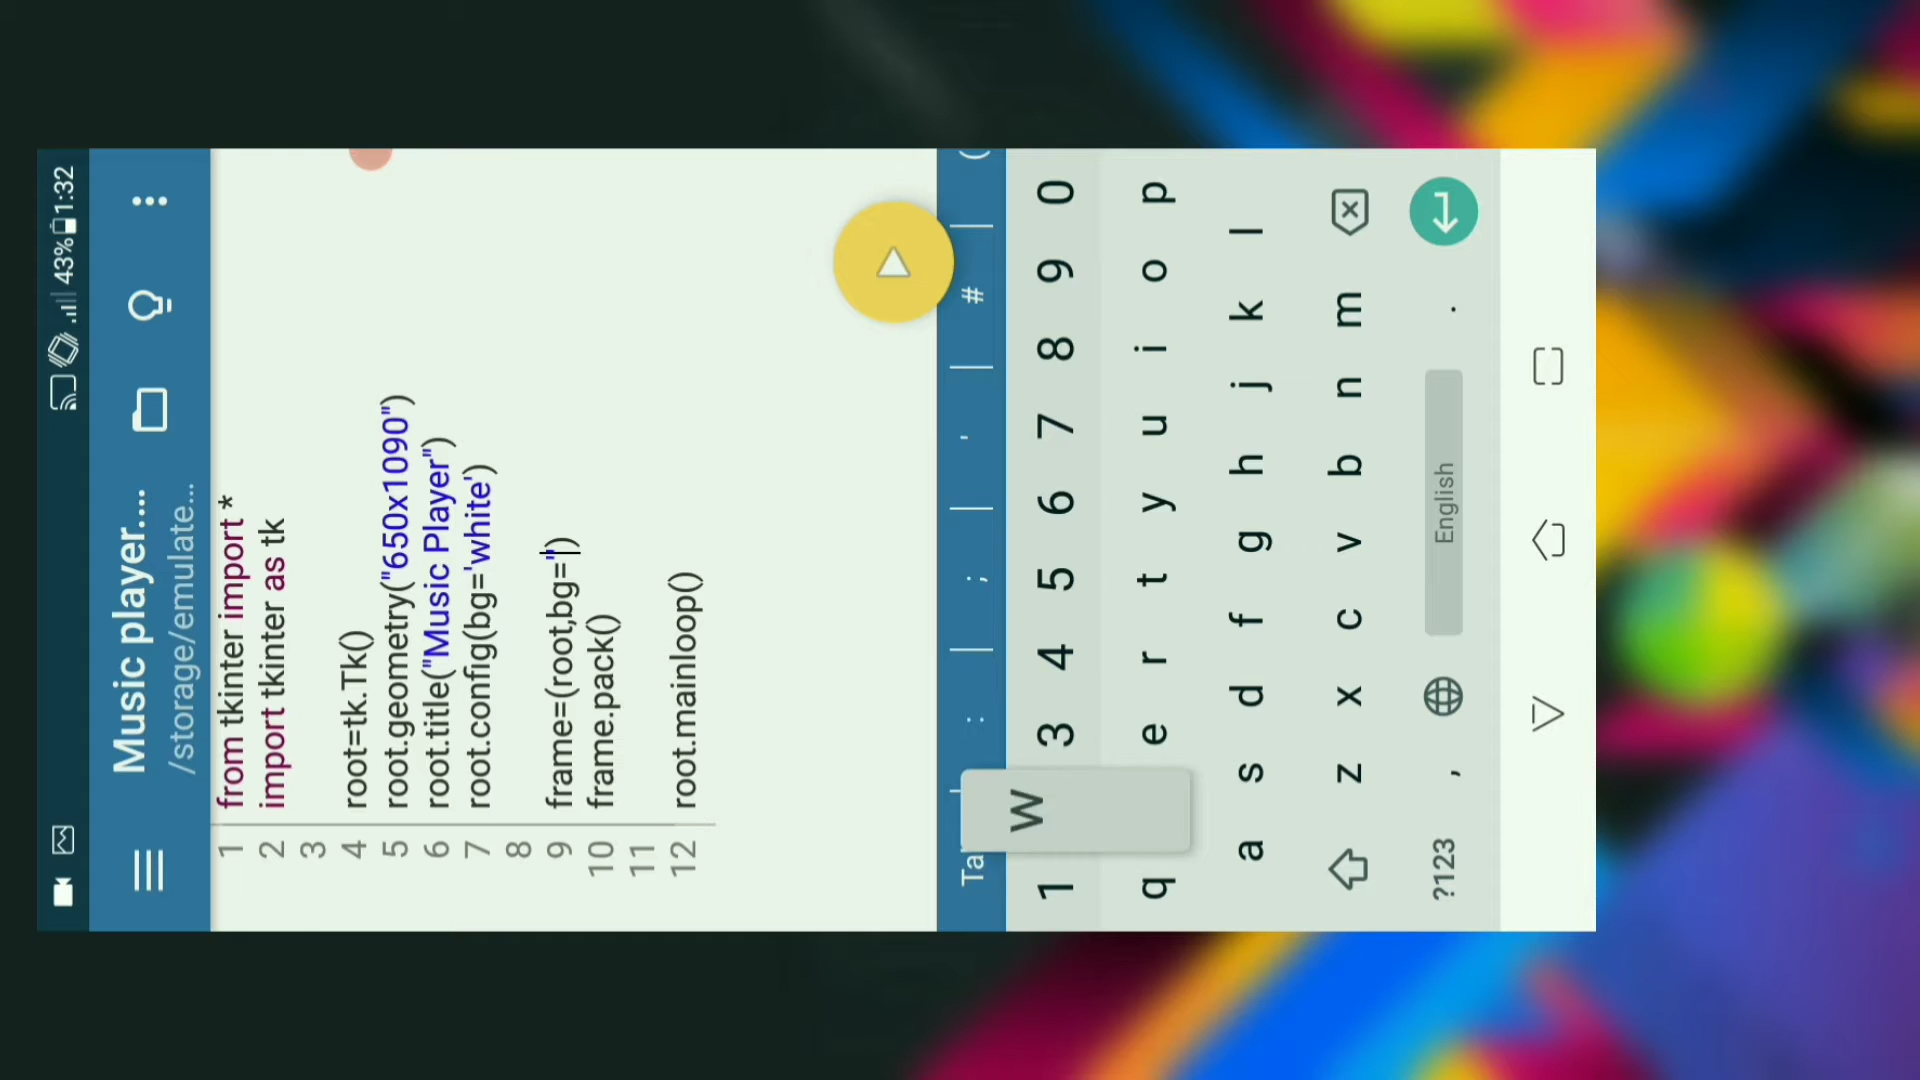 43% 1:32
Music player....
/storage/emulate...
1 from tkinter import *
2 import tkinter as tk
3
4 root=tk.Tk()
5 root.geometry("650x1090")
6 root.title("Music Player")
7 root.config(bg='white')
8
9 frame=(root,bg='')
10 frame.pack()
11
12 root.mainloop()
Ta : ; ' # (
1 3 4 5 6 7 8 9 0
W
q e r t y u i o p
a s d f g h j k l
z x c v b n m
?123 , English .